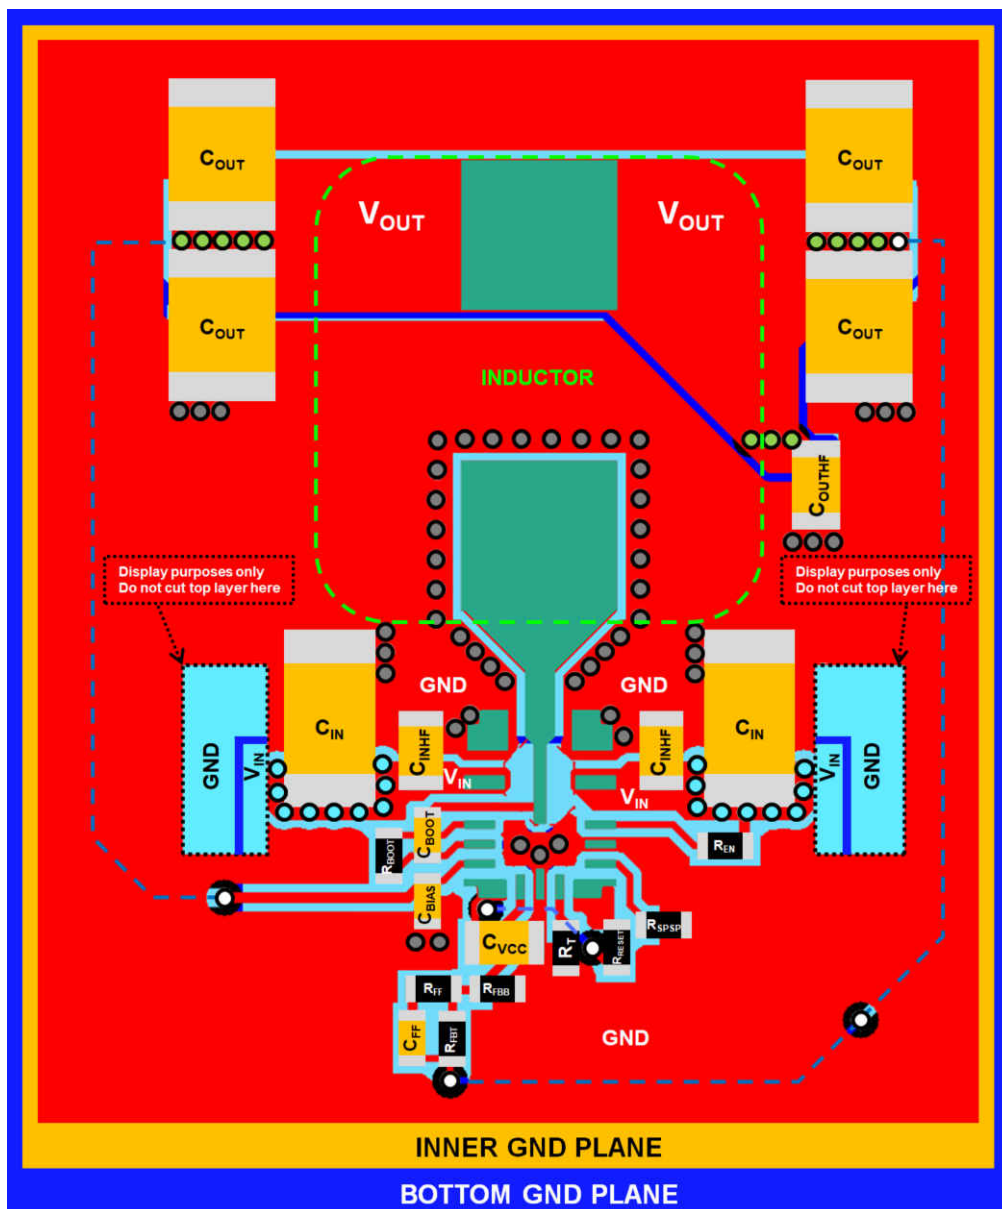 COUT
COUT
VOUT
VOUT
COUT
COUT
INDUCTOR
COUTHF
Display purposes only
Do not cut top layer here
Display purposes only
Do not cut top layer here
GND
GND
GND
VIN
CIN
CINHF
VIN
CINHF
VIN
CIN
VIN
GND
RBOOT
CBOOT
REN
CBIAS
CVCC
RT
RRESET
RSPSP
RFF
RFBB
CFF
RFBT
GND
INNER GND PLANE
BOTTOM GND PLANE